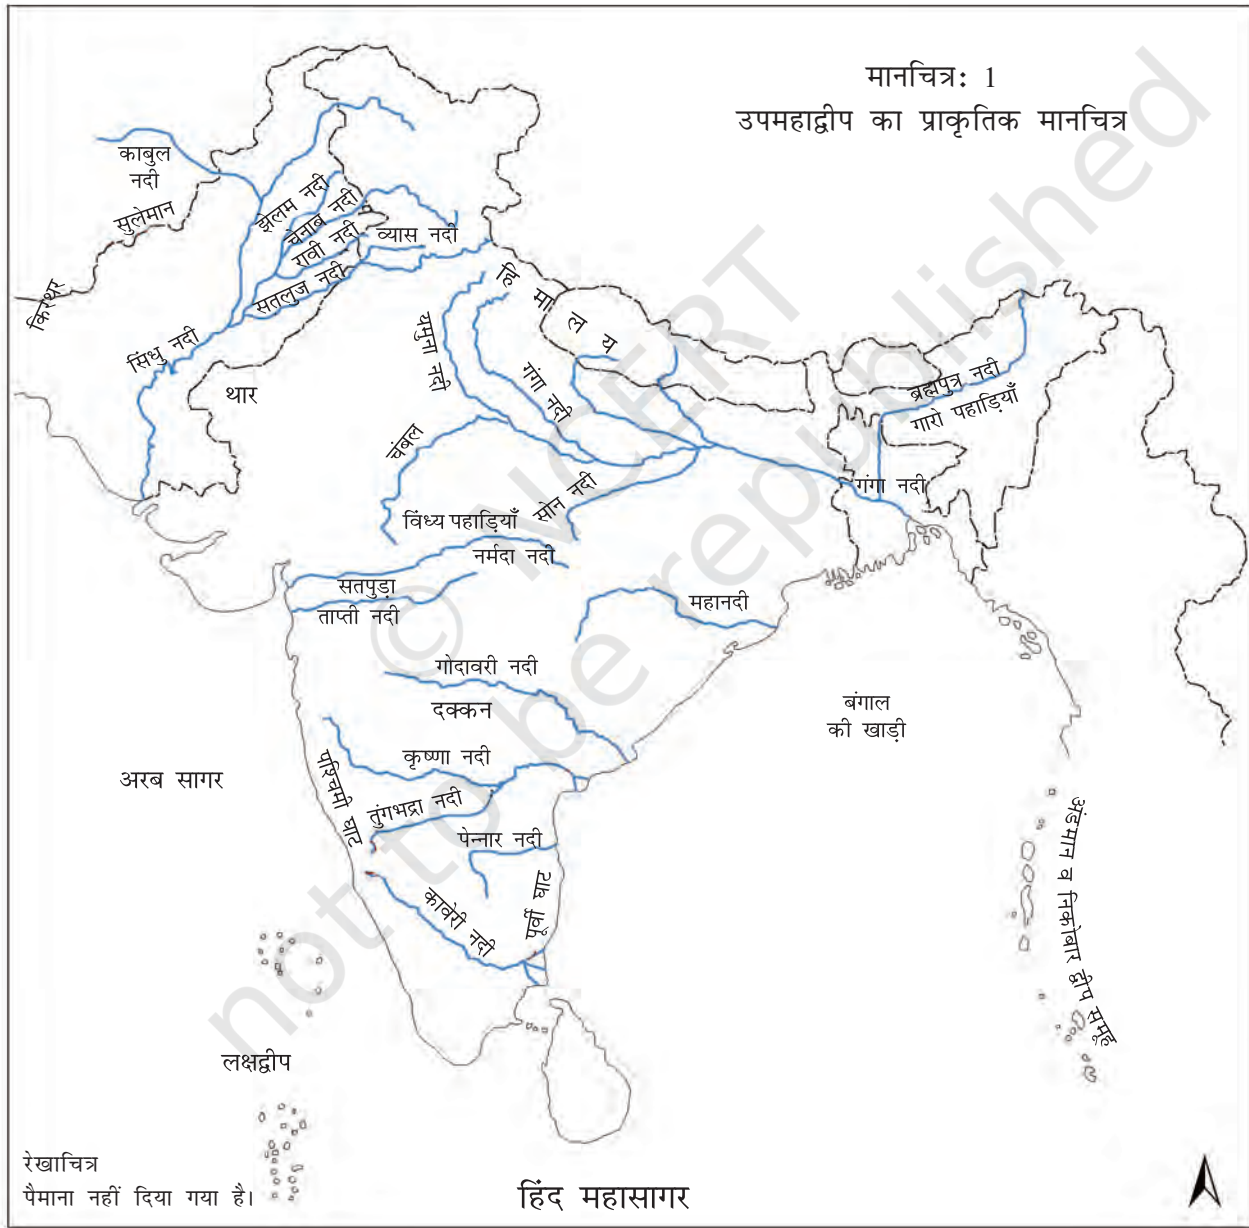 मानचित्र: 1
उपमहाद्वीप का प्राकृतिक मानचित्र
काबुल
नदी
सुलेमान
किरथर
झेलम नदी
चेनाब नदी
रावी नदी
व्यास नदी
सतलुज नदी
सिंधु नदी
थार
हिमालय
यमुना नदी
गंगा नदी
चंबल
ब्रह्मपुत्र नदी
गारो पहाड़ियाँ
गंगा नदी
सोन नदी
विंध्य पहाड़ियाँ
नर्मदा नदी
सतपुड़ा
ताप्ती नदी
महानदी
गोदावरी नदी
दक्कन
बंगाल
की खाड़ी
कृष्णा नदी
अरब सागर
पश्चिमी घाट
तुंगभद्रा नदी
पेन्नार नदी
पूर्वी घाट
कावेरी नदी
अंडमान व निकोबार द्वीप समूह
लक्षद्वीप
रेखाचित्र
पैमाना नहीं दिया गया है।
हिंद महासागर
© NCERT
not to be republished